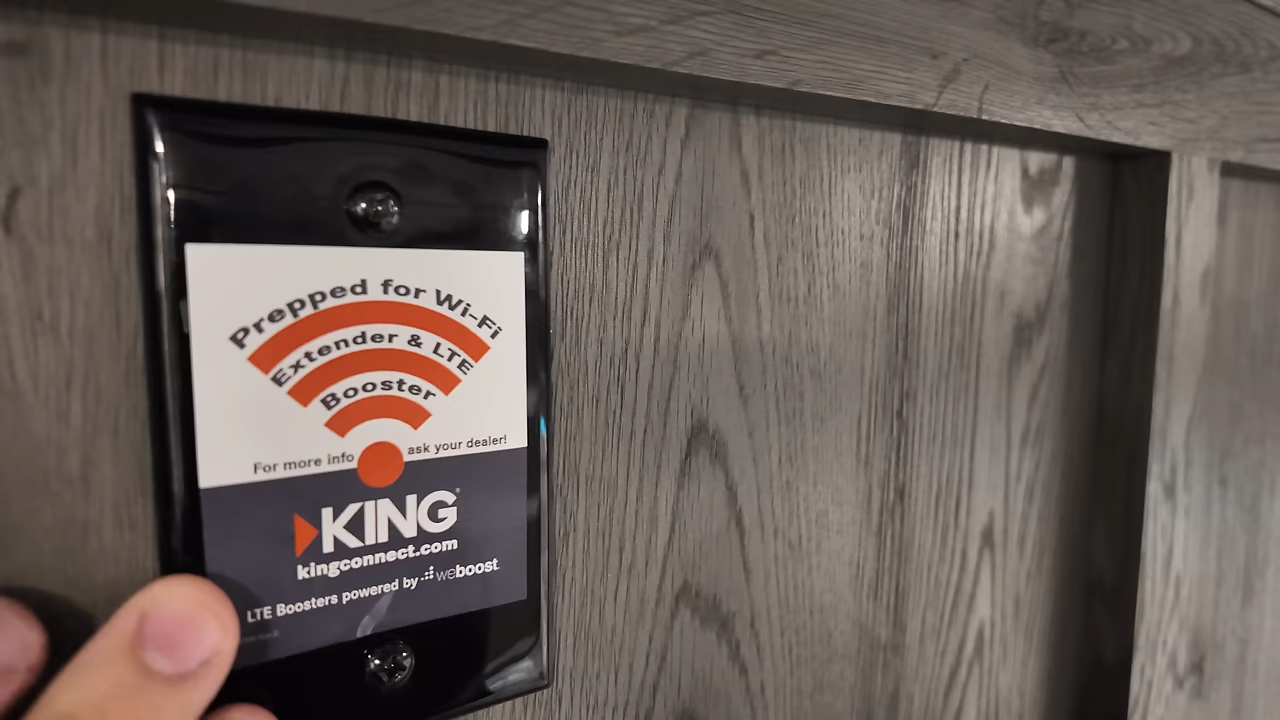 Prepped for Wi-Fi
Extender & LTE
Booster
For more info ask your dealer!
KING®
kingconnect.com
LTE Boosters powered by weboost